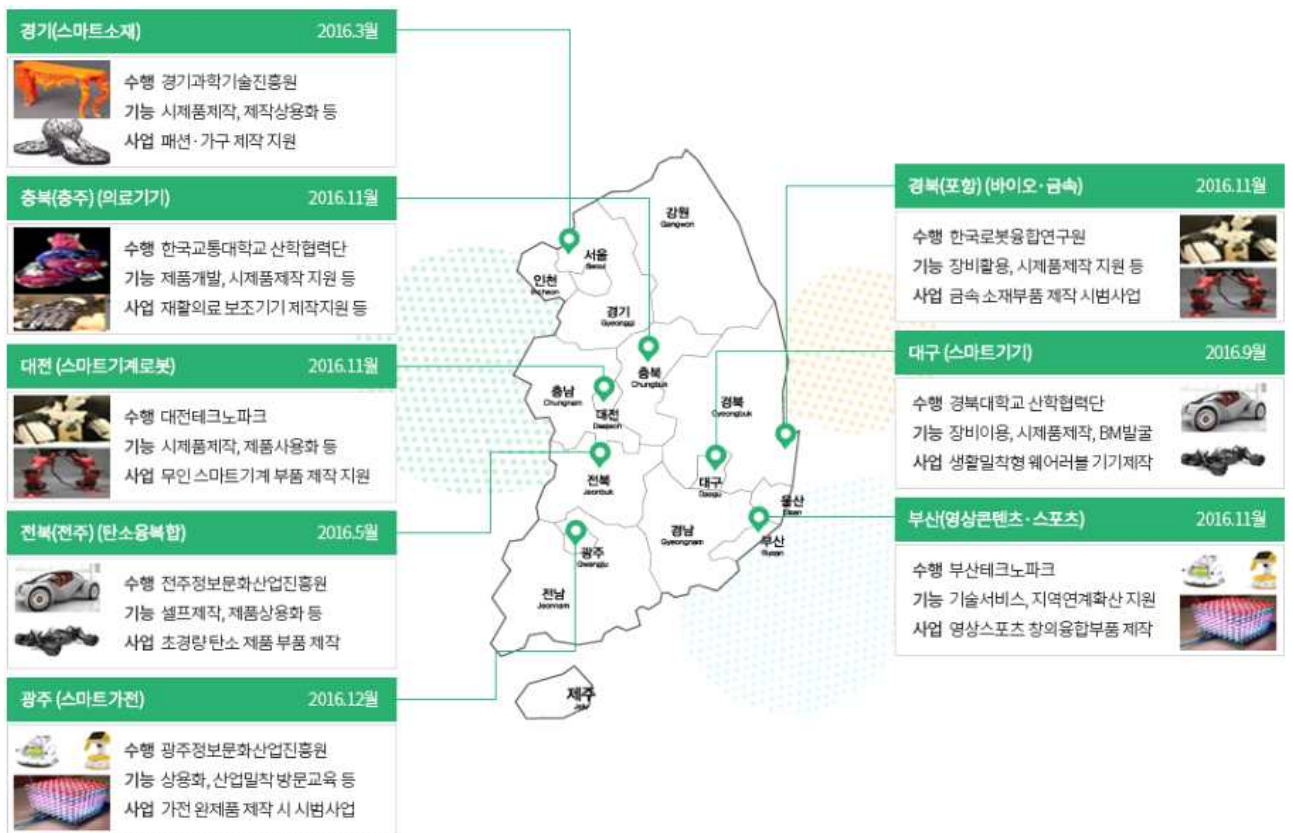 경기(스마트소재) 2016.3월
수행 경기과학기술진흥원
기능 시제품제작, 제작상용화 등
사업 패션·가구 제작 지원
충북(충주) (의료기기) 2016.11월
수행 한국교통대학교 산학협력단
기능 제품개발, 시제품제작 지원 등
사업 재활의료 보조기기 제작지원 등
대전 (스마트기계로봇) 2016.11월
수행 대전테크노파크
기능 시제품제작, 제품사용화 등
사업 무인 스마트기계 부품 제작 지원
전북(전주) (탄소융복합) 2016.5월
수행 전주정보문화산업진흥원
기능 셀프제작, 제품상용화 등
사업 초경량 탄소 제품 부품 제작
광주 (스마트가전) 2016.12월
수행 광주정보문화산업진흥원
기능 상용화, 산업밀착 방문교육 등
사업 가전 완제품 제작 시 시범사업
강원
Gangwon
서울
Seoul
인천
Incheon
경기
Gyeonggi
충북
Chungbuk
충남
Chungnam
대전
Daejeon
경북
Gyeongbuk
전북
Jeonbuk
대구
Daegu
울산
Ulsan
경남
Gyeongnam
부산
Busan
광주
Gwangju
전남
Jeonnam
제주
Jeju
경북(포항) (바이오·금속) 2016.11월
수행 한국로봇융합연구원
기능 장비활용, 시제품제작 지원 등
사업 금속 소재부품 제작 시범사업
대구 (스마트기기) 2016.9월
수행 경북대학교 산학협력단
기능 장비이용, 시제품제작, BM발굴
사업 생활밀착형 웨어러블 기기제작
부산(영상콘텐츠·스포츠) 2016.11월
수행 부산테크노파크
기능 기술서비스, 지역연계확산 지원
사업 영상스포츠 창의융합부품 제작